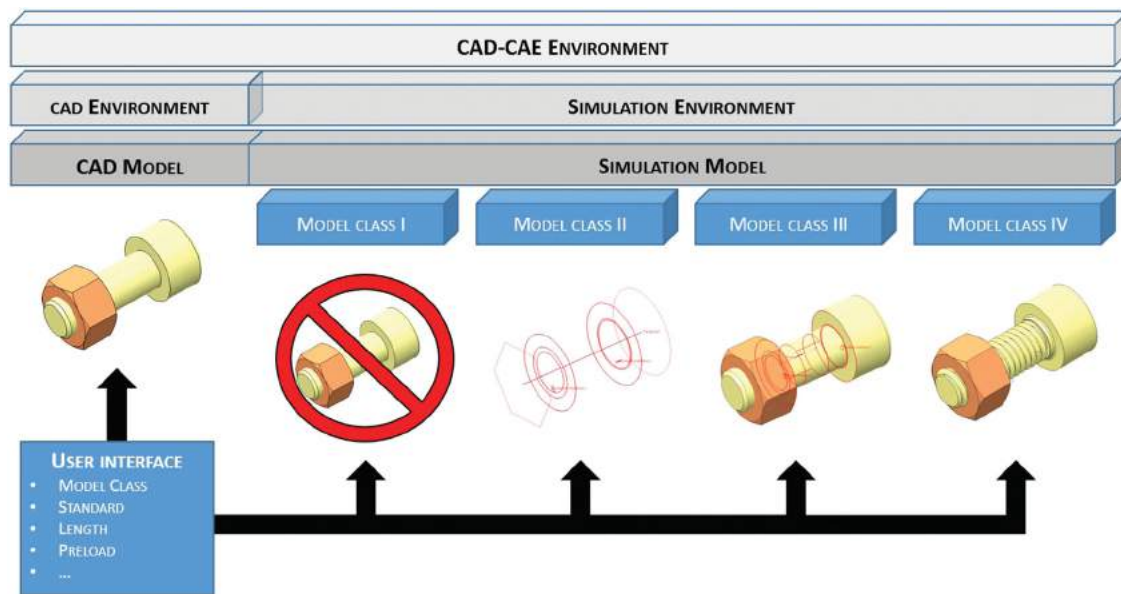 CAD-CAE ENVIRONMENT
CAD ENVIRONMENT
SIMULATION ENVIRONMENT
CAD MODEL
SIMULATION MODEL
MODEL CLASS I
MODEL CLASS II
MODEL CLASS III
MODEL CLASS IV
USER INTERFACE
• MODEL CLASS
• STANDARD
• LENGTH
• PRELOAD
• ...